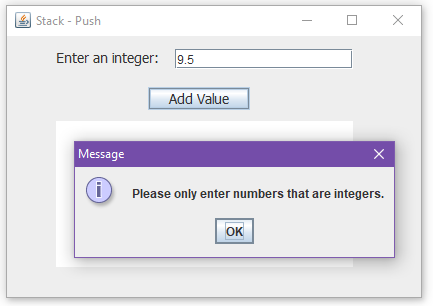 Stack - Push
Enter an integer: 9.5
Add Value
Message
Please only enter numbers that are integers.
OK